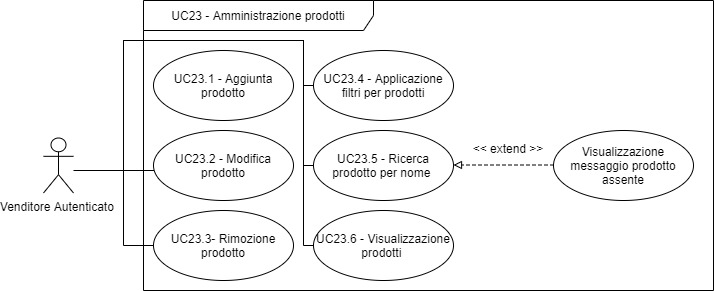 UC23 - Amministrazione prodotti
UC23.1 - Aggiunta
prodotto
UC23.4 - Applicazione
filtri per prodotti
UC23.2 - Modifica
prodotto
UC23.5 - Ricerca
prodotto per nome
<< extend >>
Visualizzazione
messaggio prodotto
assente
Venditore Autenticato
UC23.3- Rimozione
prodotto
UC23.6 - Visualizzazione
prodotti